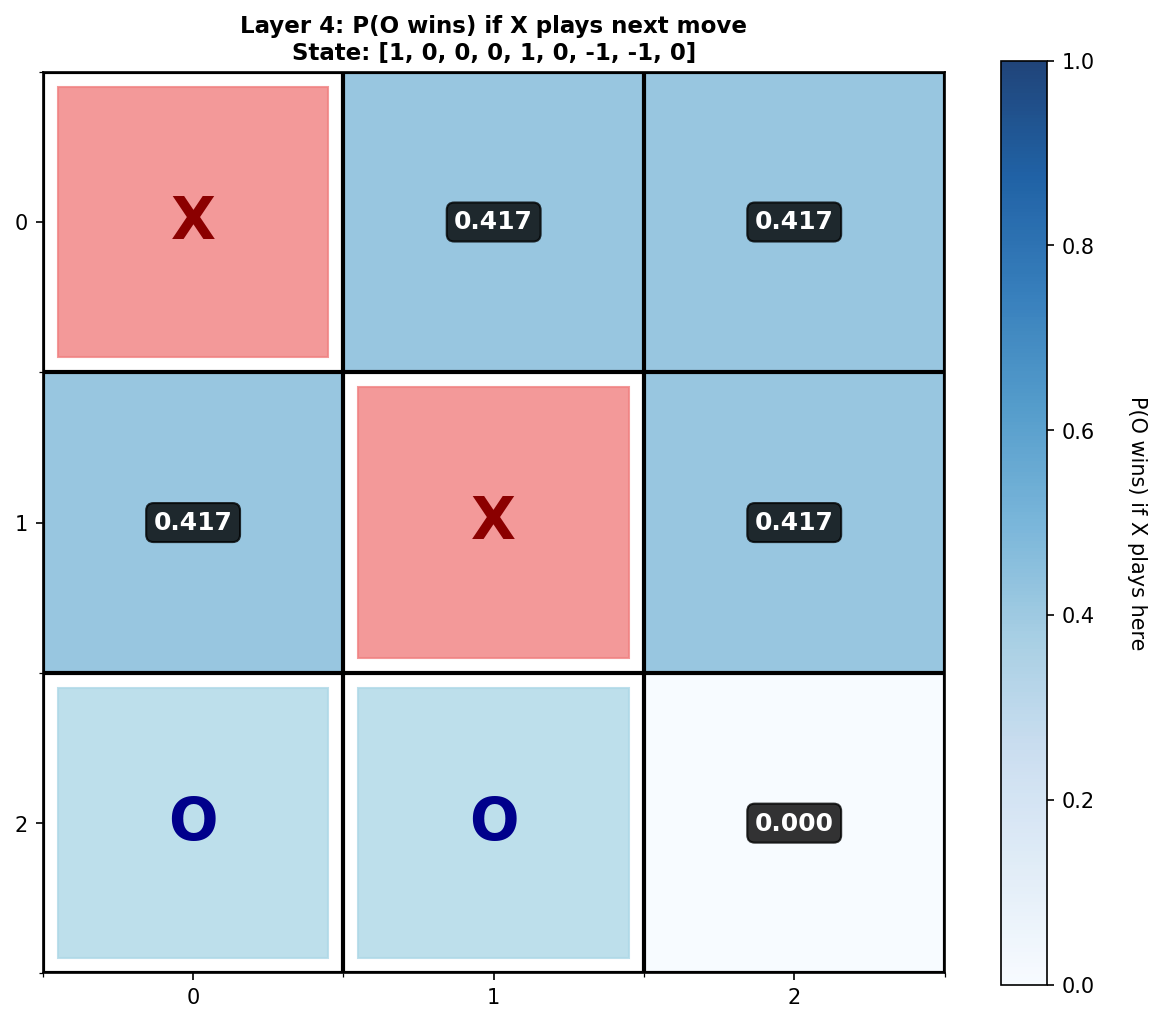 Layer 4: P(O wins) if X plays next move
State: [1, 0, 0, 0, 1, 0, -1, -1, 0]
0
X
0.417
0.417
1
0.417
X
0.417
2
O
O
0.000
0
1
2
1.0
0.8
0.6
0.4
0.2
0.0
P(O wins) if X plays here